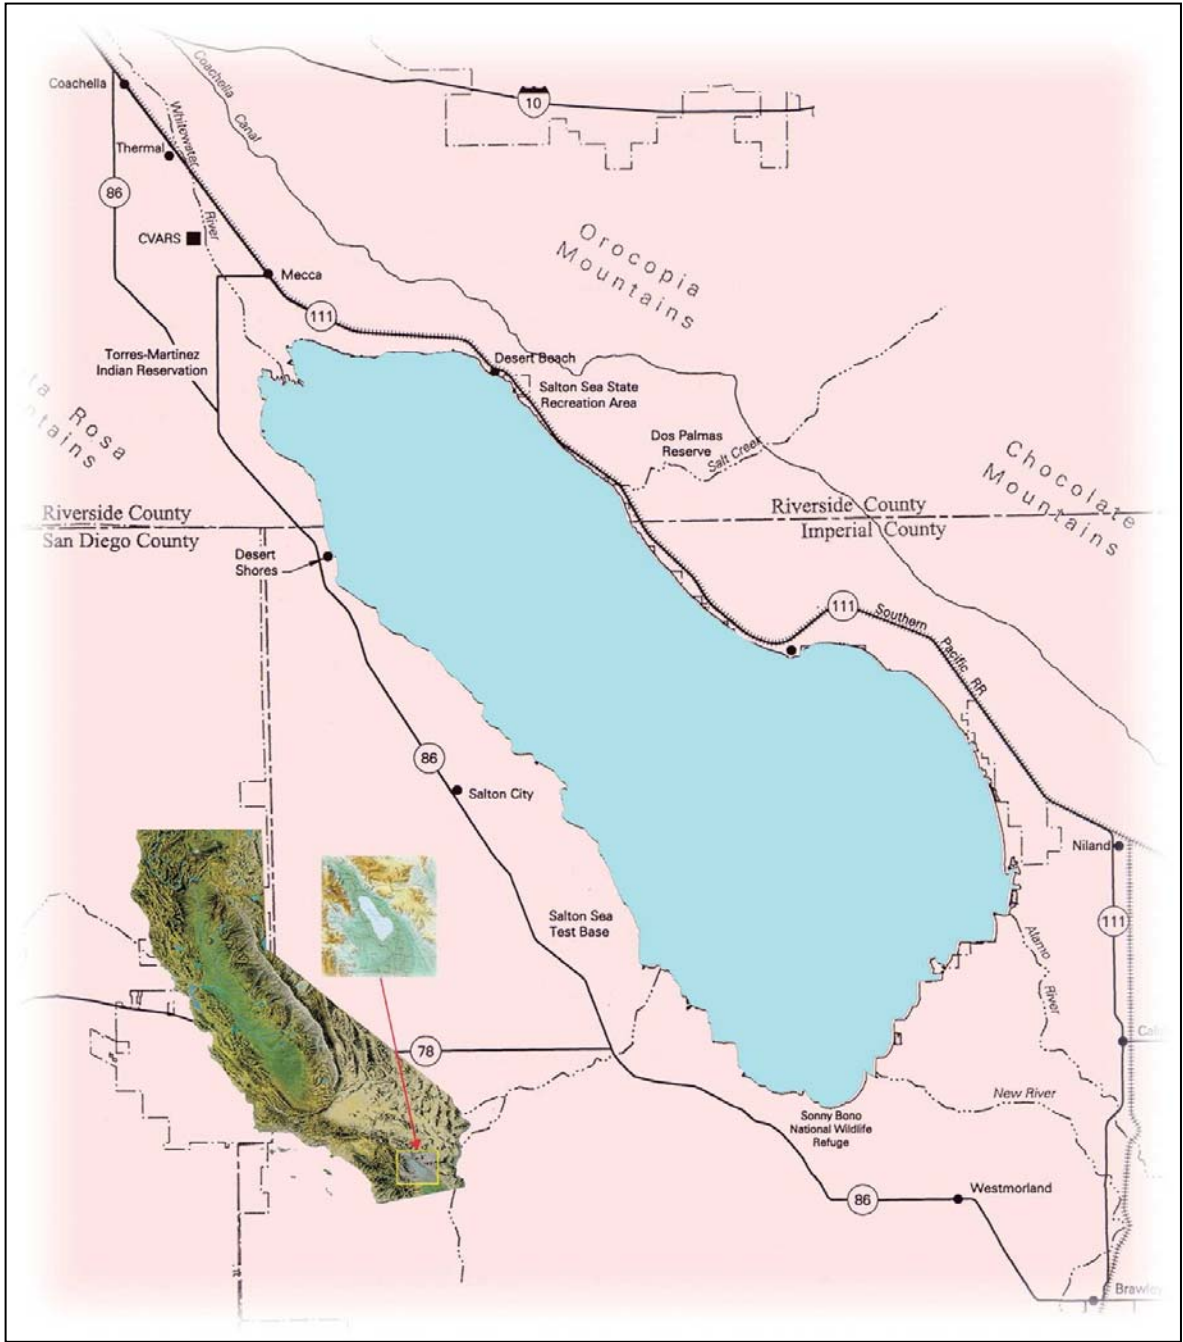 Coachella
Coachella
Canal
10
Whitewater
River
Thermal
86
CVARS
Orocopia
Mountains
Mecca
111
Torres-Martinez
Indian Reservation
Desert Beach
Salton Sea State
Recreation Area
Rosa
Dos Palmas
Reserve
Salt Creek
Chocolate
Mountains
Riverside County
San Diego County
Riverside County
Imperial County
Desert
Shores
111
Southern
Pacific RR
86
Salton City
Niland
Salton Sea
Test Base
111
Alamo
River
78
New River
Sonny Bono
National Wildlife
Refuge
Westmorland
86
Brawley